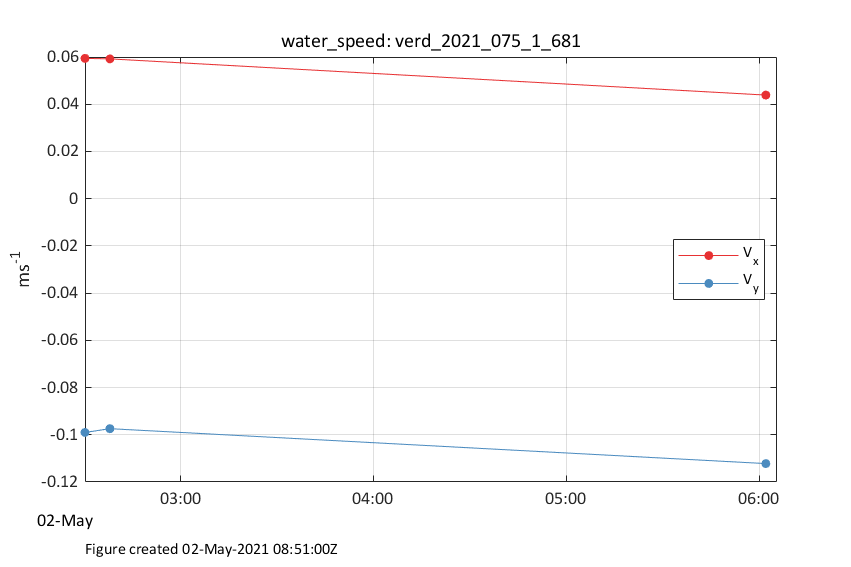 water_speed: verd_2021_075_1_681
0.06
0.04
0.02
0
-0.02
-0.04
-0.06
-0.08
-0.1
-0.12
ms-1
Vx
Vy
03:00 04:00 05:00 06:00
02-May
Figure created 02-May-2021 08:51:00Z